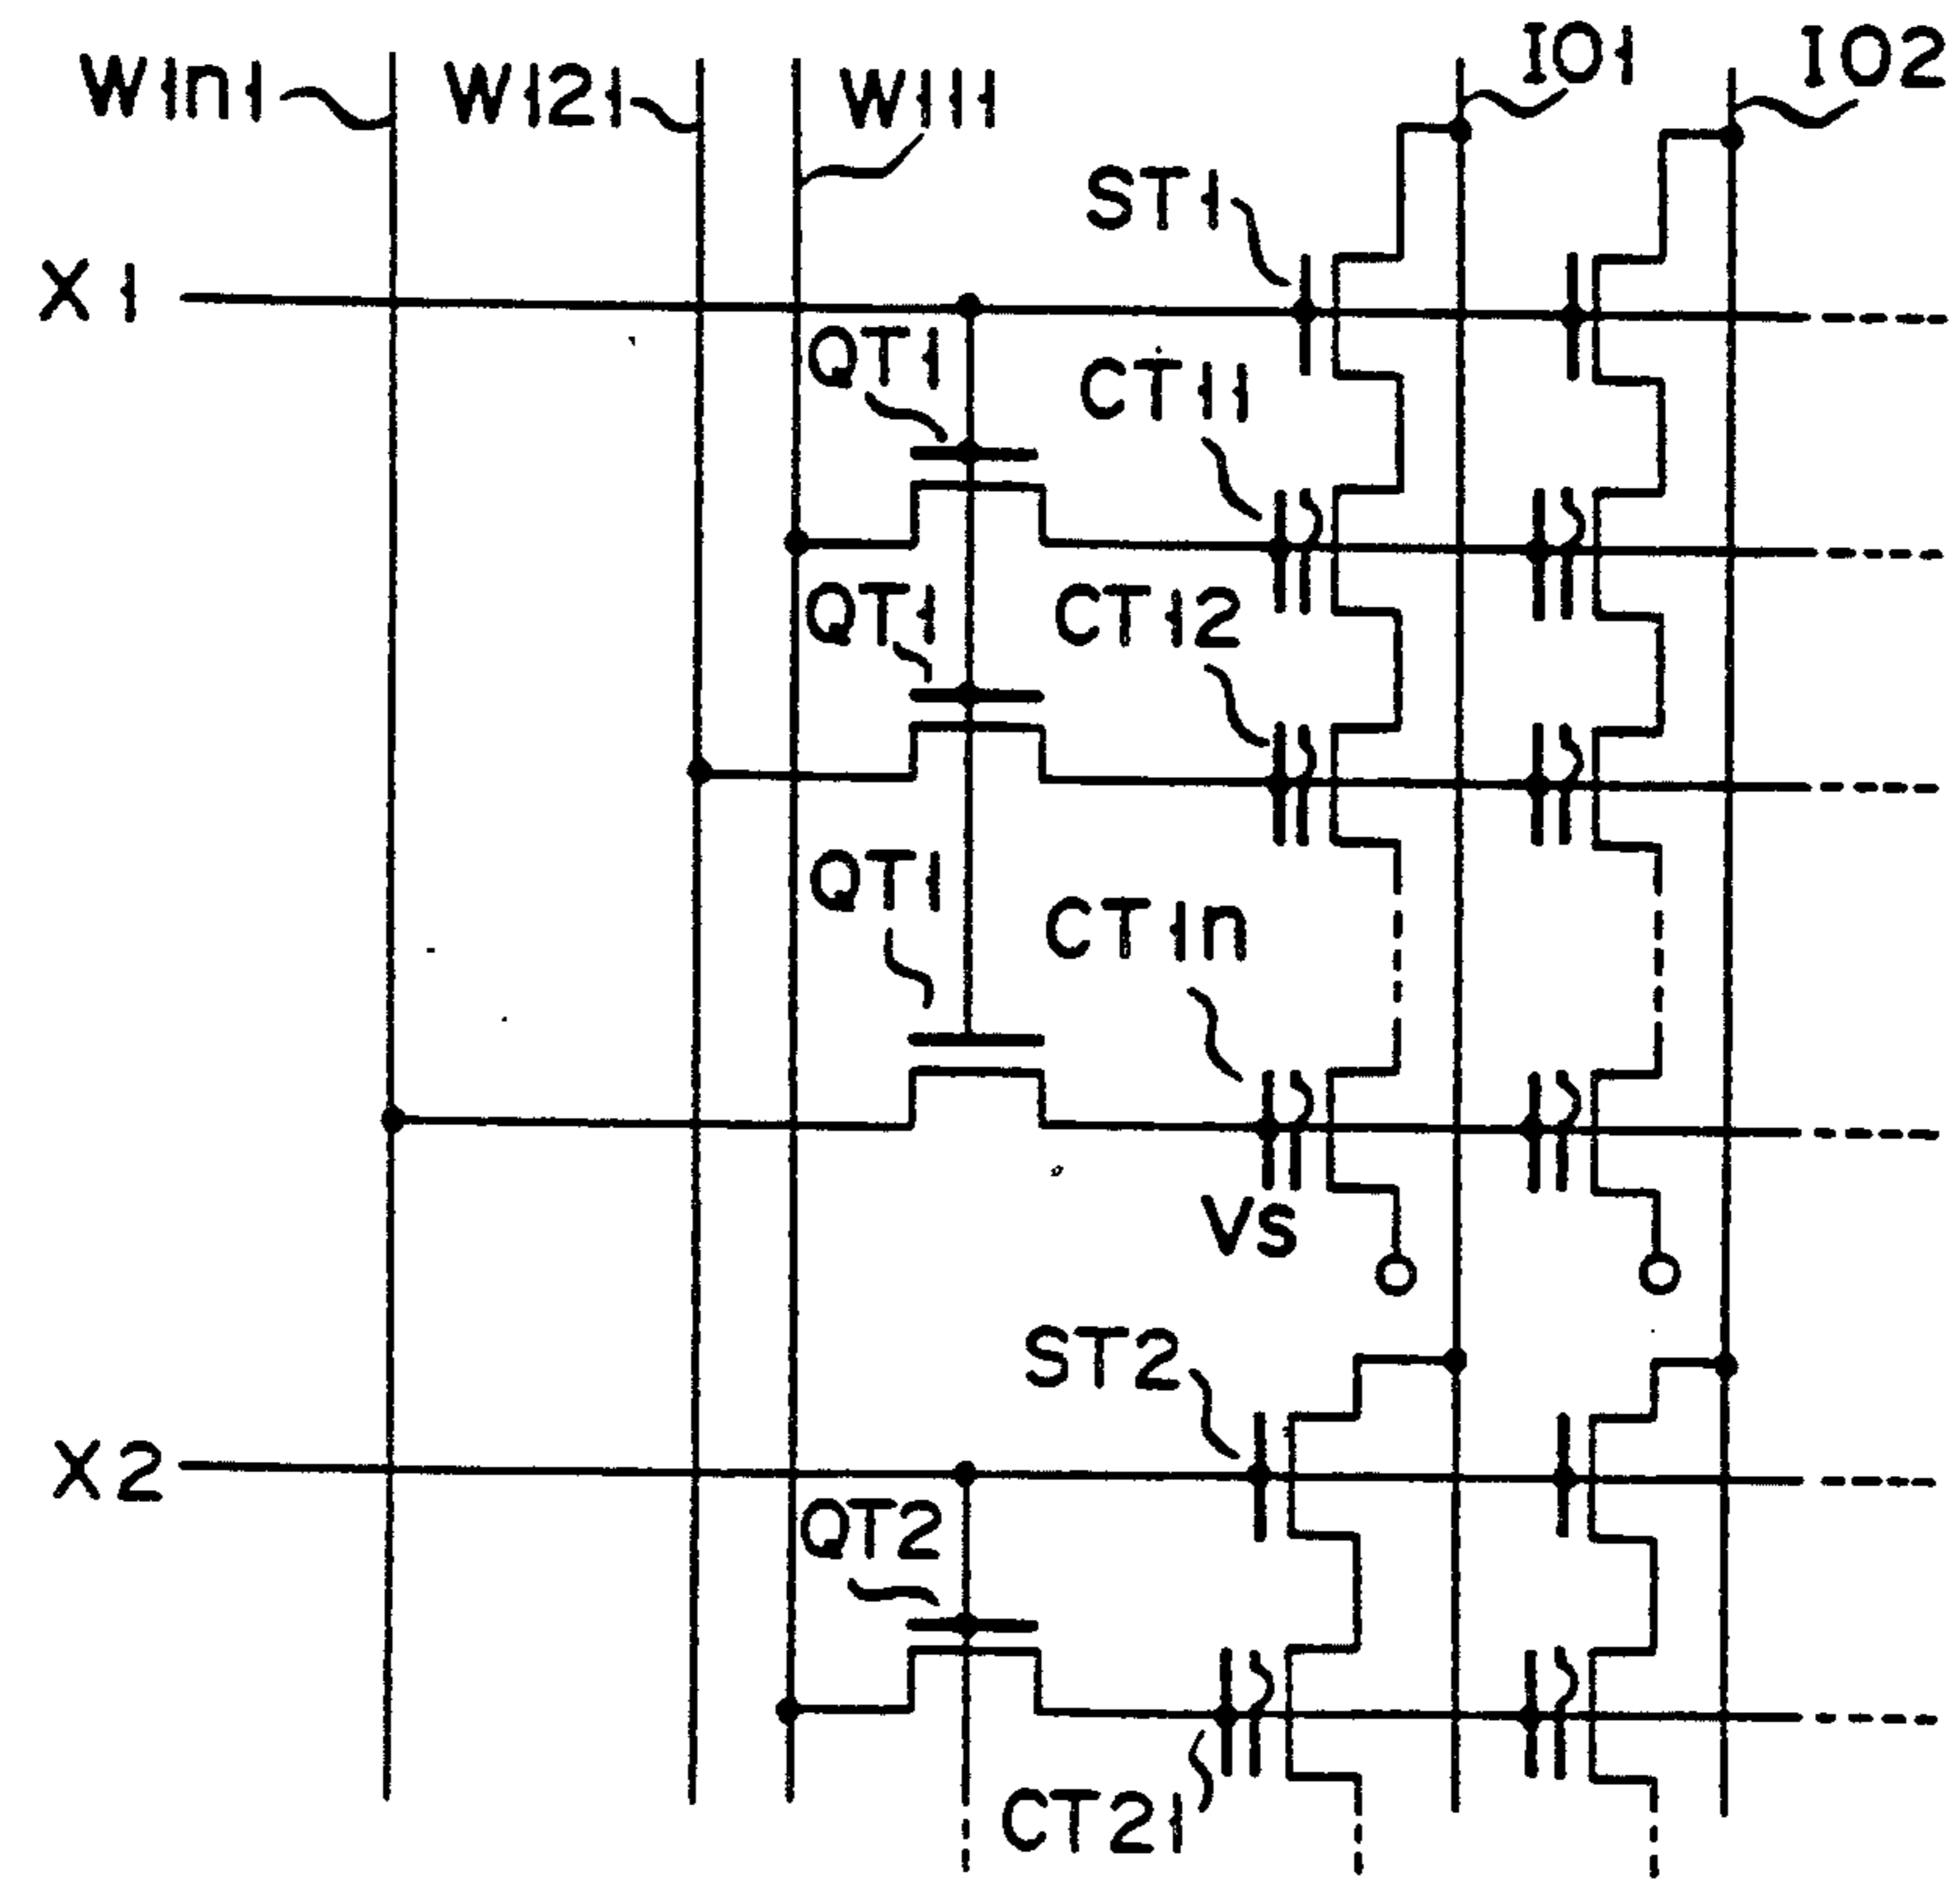 W1n1 W121 W111 IO1 IO2
ST1
X1
QT1
CT11
QT1 CT12
QT1
CT1n
Vs
ST2
X2
QT2
CT21